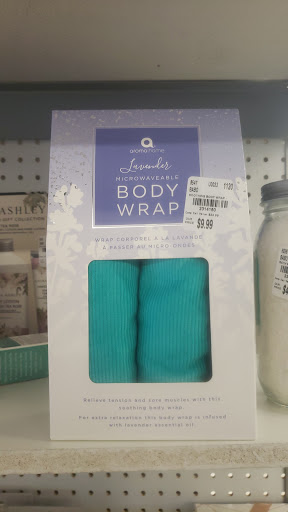 aroma home
Lavender
MICROWAVEABLE
BODY
WRAP
WRAP CORPOREL À LA LAVANDE
À PASSER AU MICRO-ONDES
$9.99
ASHLEY
Relieve tension and sore muscles with this
soothing body wrap.
For extra relaxation this body wrap is infused
with lavender essential oil.